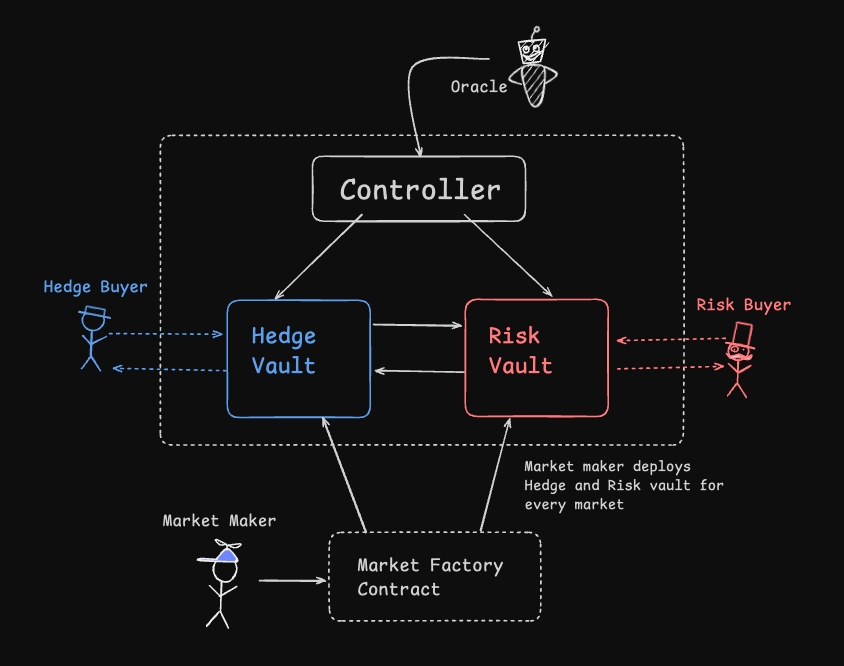 Oracle
Controller
Hedge Buyer
Risk Buyer
Hedge
Vault
Risk
Vault
Market maker deploys
Hedge and Risk vault for
every market
Market Maker
Market Factory
Contract